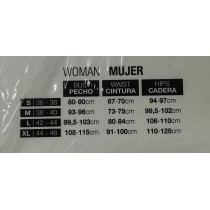 WOMAN MUJER
BUST WAIST HIPS
PECHO CINTURA CADERA
S 36 - 38 80-90cm 67-70cm 94-97cm
M 38 - 40 93-96cm 73-75cm 99,5-102cm
L 42 - 44 99,5-103cm 80-84cm 106-110cm
XL 44 - 46 108-115cm 91-100cm 110-125cm